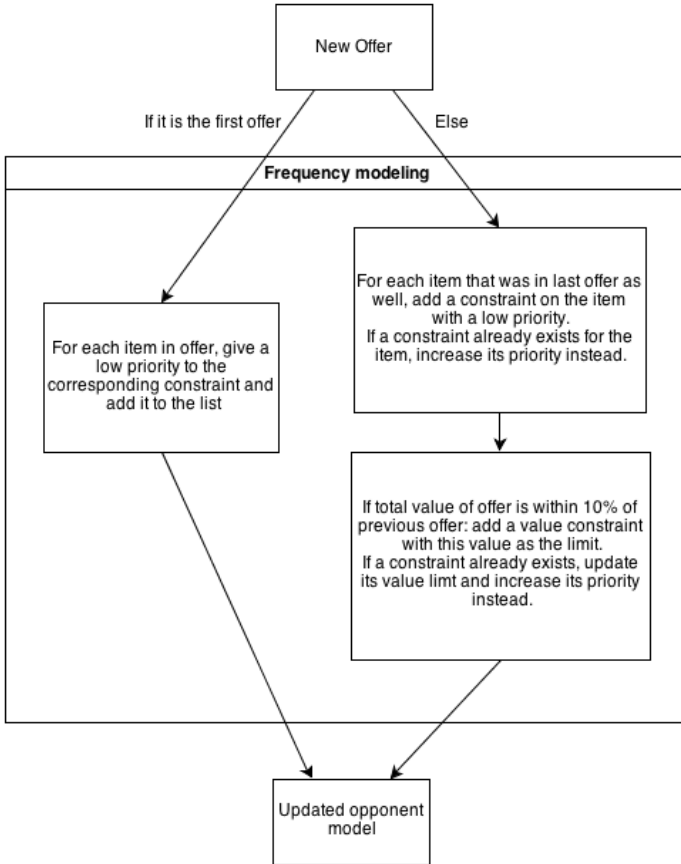 New Offer
If it is the first offer
Else
Frequency modeling
For each item in offer, give a
low priority to the
corresponding constraint and
add it to the list
For each item that was in last offer as
well, add a constraint on the item
with a low priority.
If a constraint already exists for the
item, increase its priority instead.
If total value of offer is within 10% of
previous offer: add a value constraint
with this value as the limit.
If a constraint already exists, update
its value limt and increase its priority
instead.
Updated opponent
model